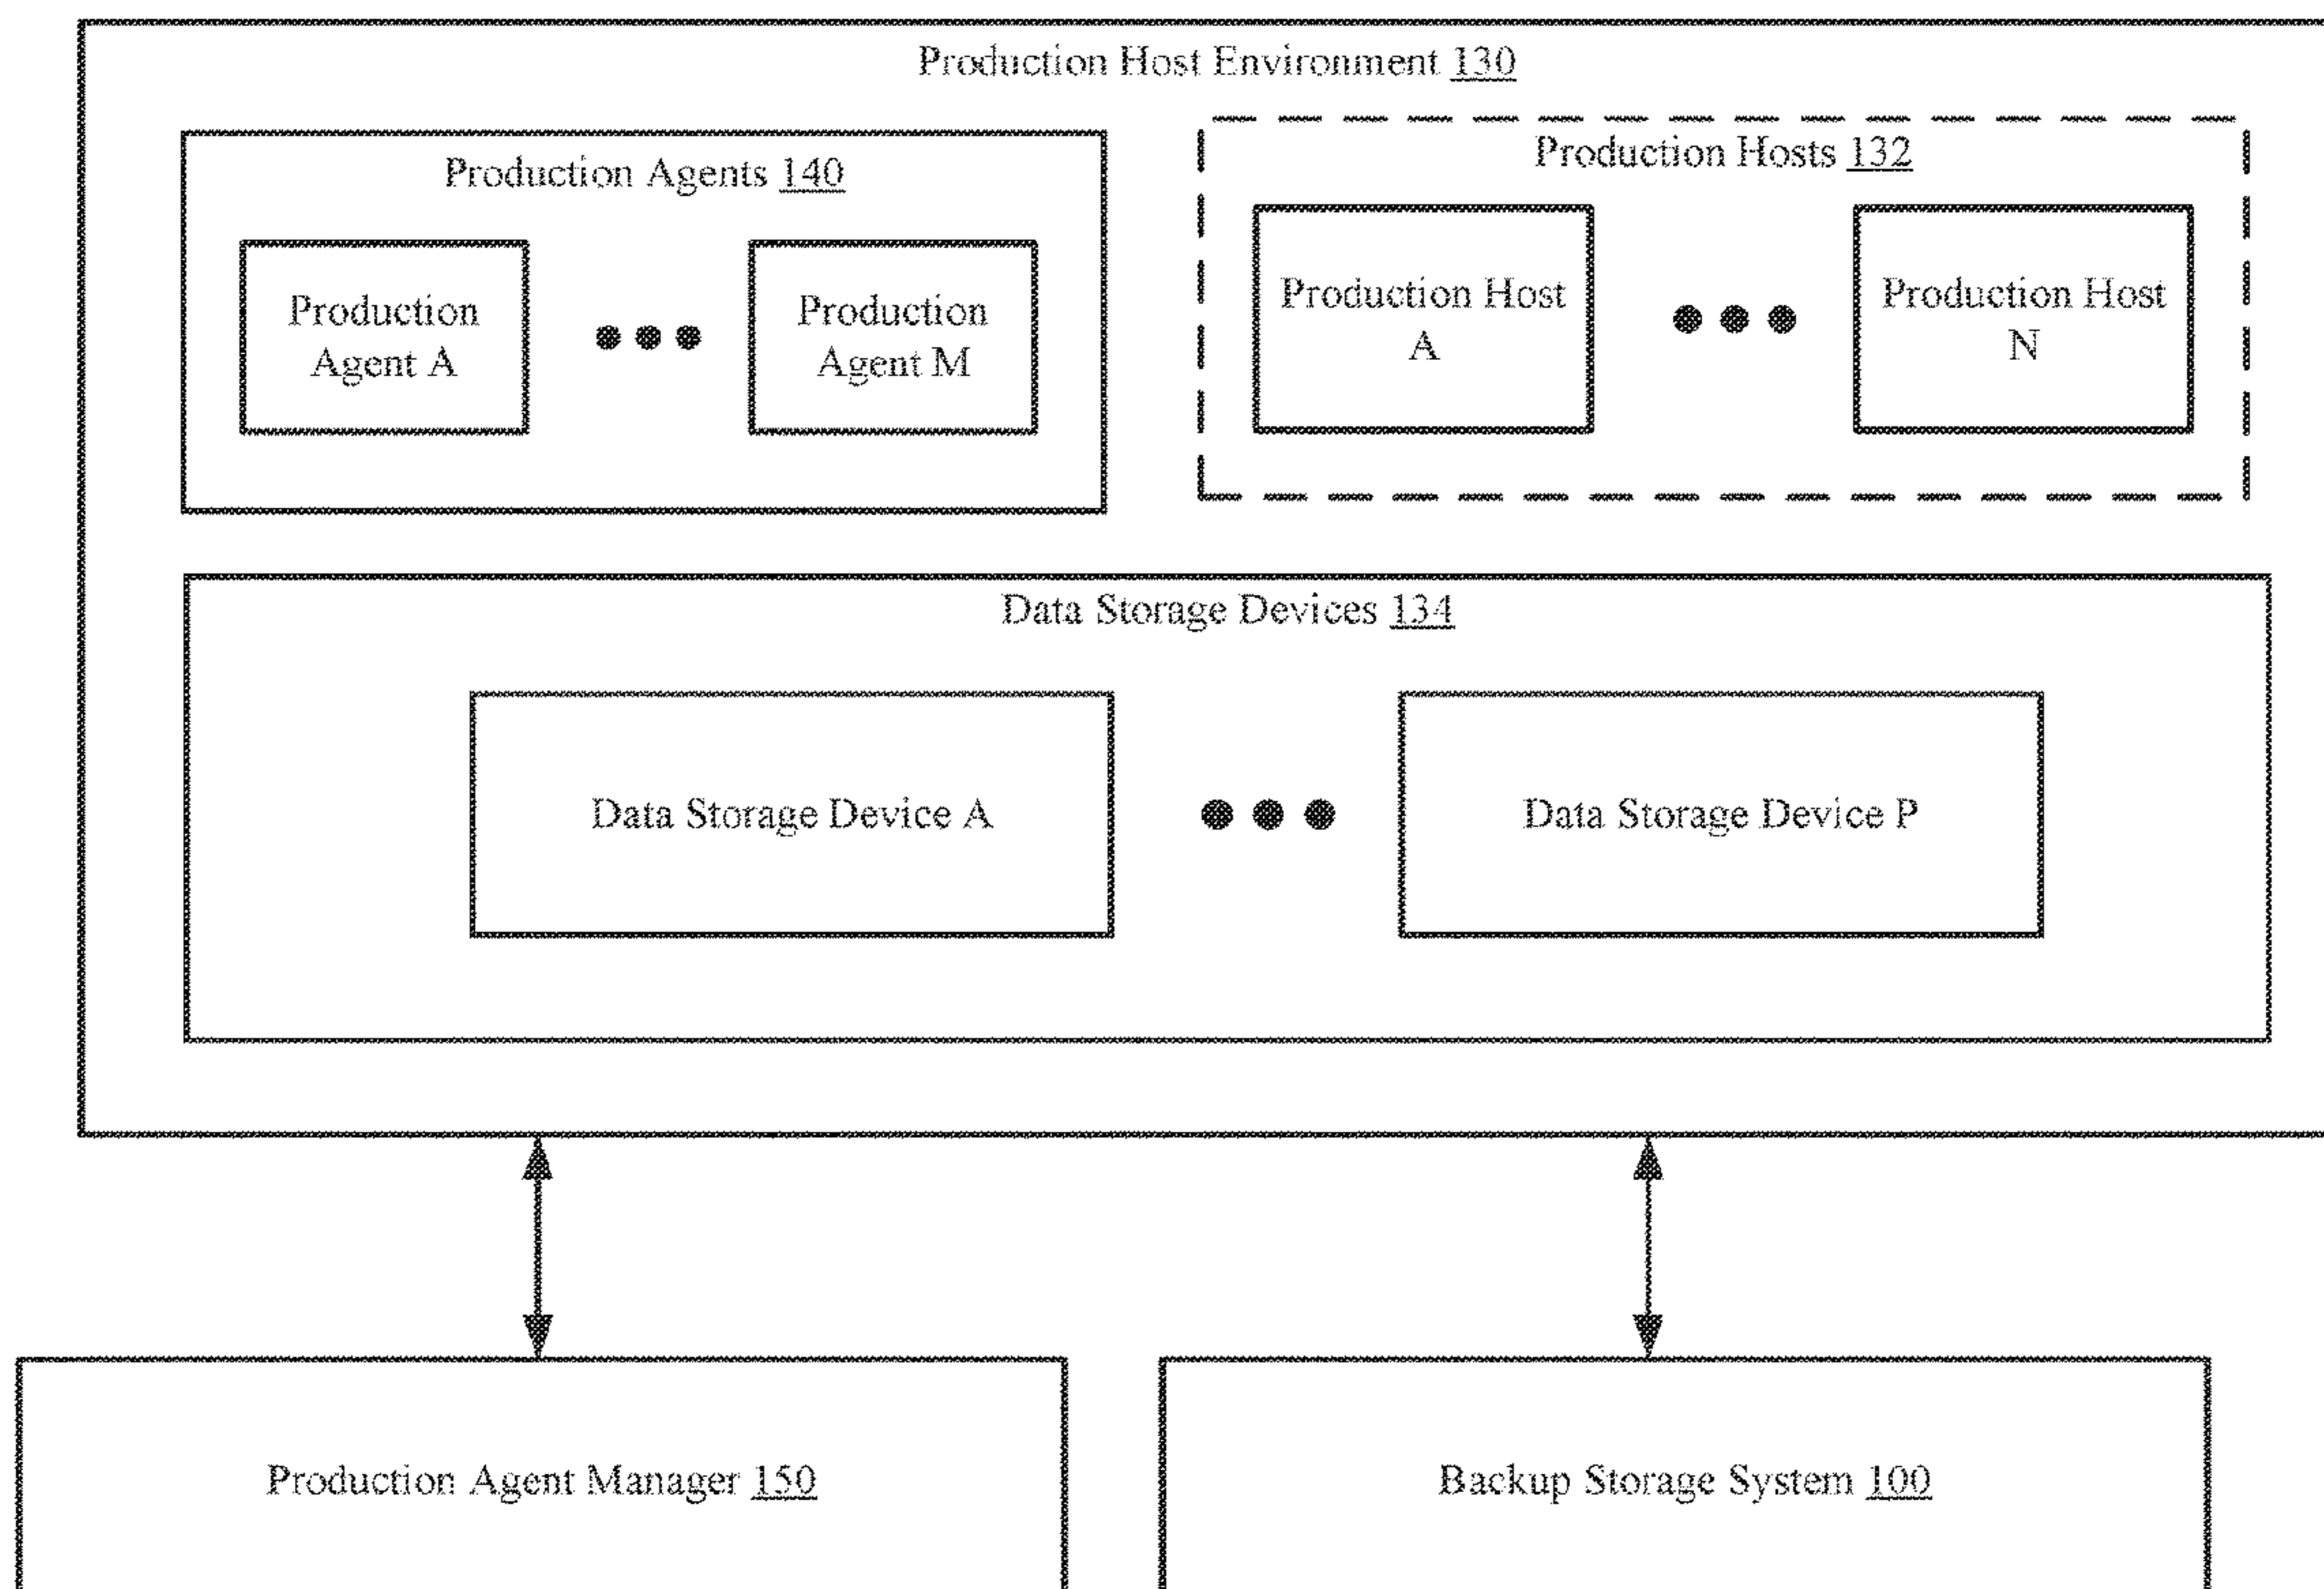 Production Host Environment 130
Production Agents 140
Production
Agent A
Production
Agent M
Production Hosts 132
Production Host
A
Production Host
N
Data Storage Devices 134
Data Storage Device A
Data Storage Device P
Production Agent Manager 150
Backup Storage System 100